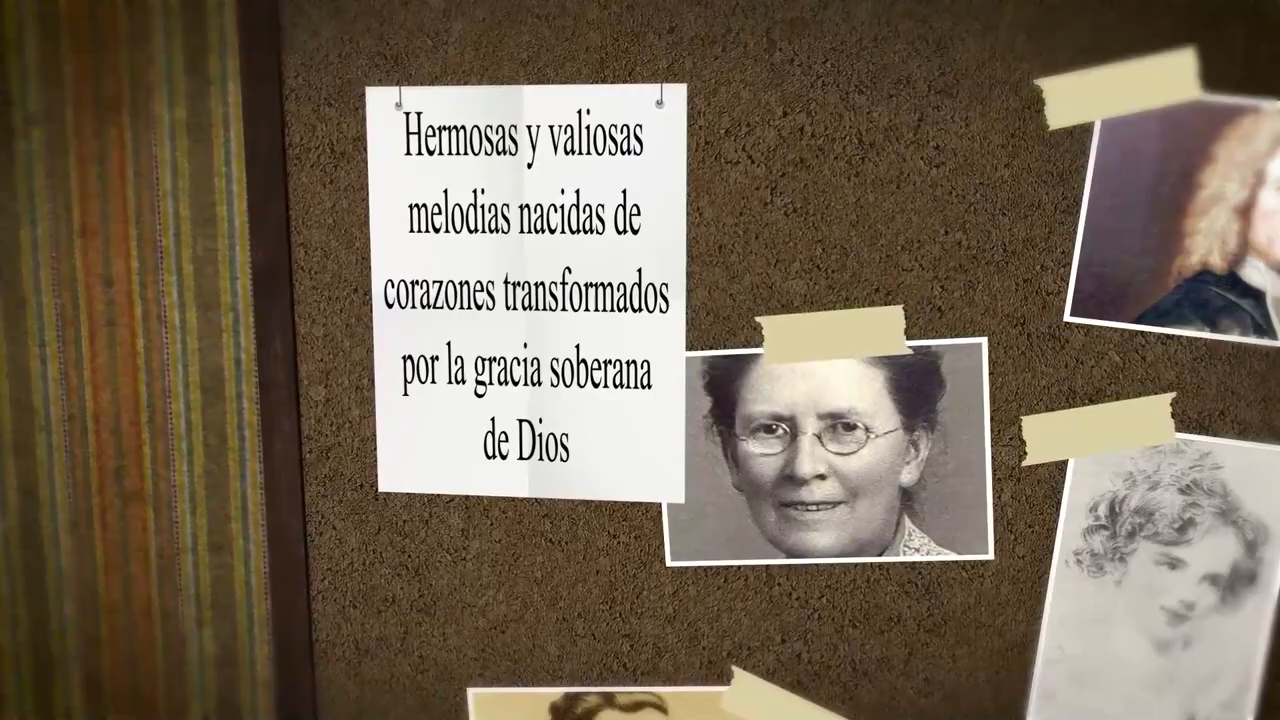 Hermosas y valiosas
melodias nacidas de
corazones transformados
por la gracia soberana
de Dios